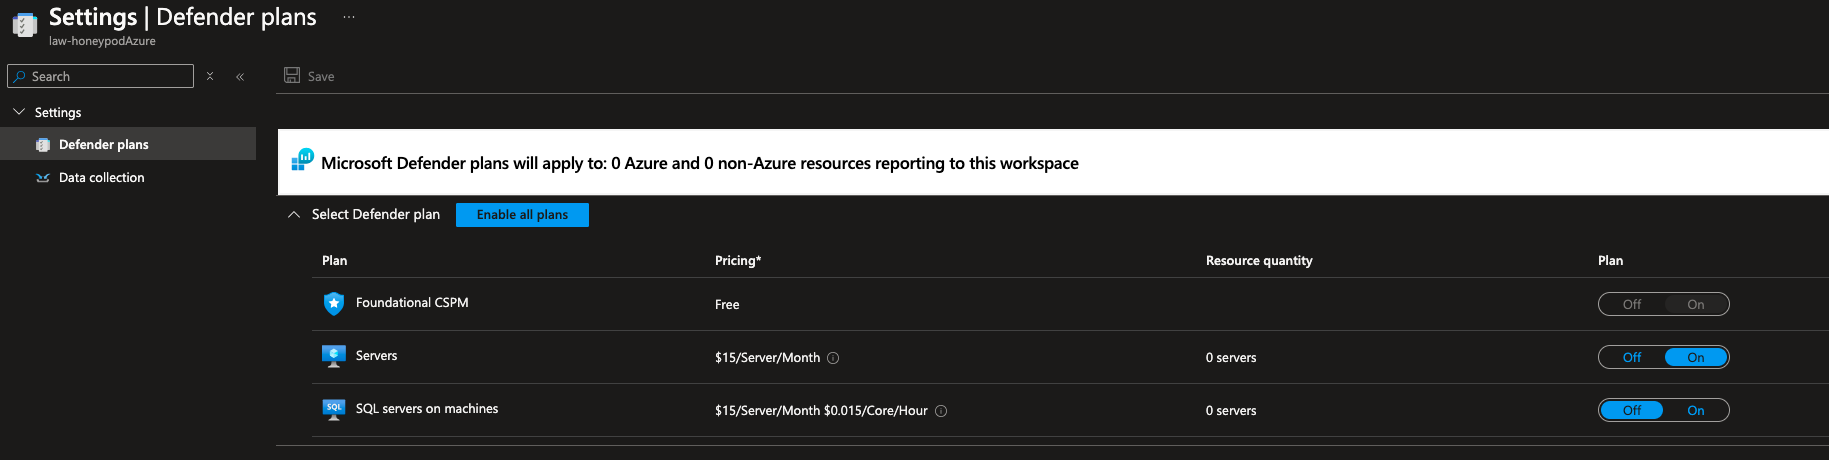 Settings | Defender plans ...
law-honeypodAzure
Search
Save
Settings
Defender plans
Data collection
Microsoft Defender plans will apply to: 0 Azure and 0 non-Azure resources reporting to this workspace
Select Defender plan Enable all plans
Plan Pricing* Resource quantity Plan
Foundational CSPM Free Off On
Servers $15/Server/Month 0 servers Off On
SQL SQL servers on machines $15/Server/Month $0.015/Core/Hour 0 servers Off On